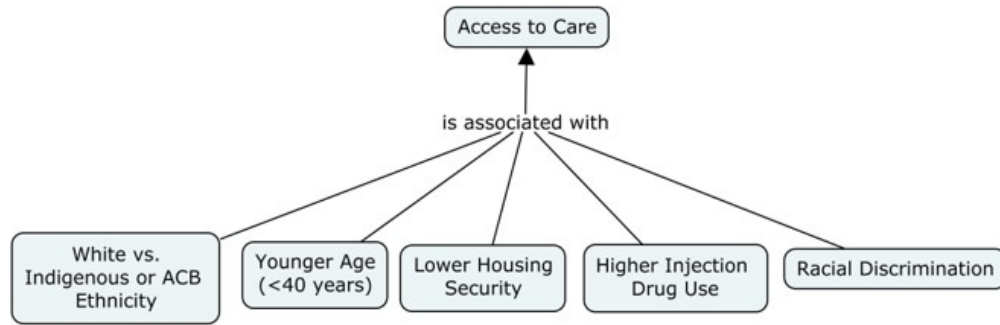 Access to Care
is associated with
White vs.
Indigenous or ACB
Ethnicity
Younger Age
(<40 years)
Lower Housing
Security
Higher Injection
Drug Use
Racial Discrimination